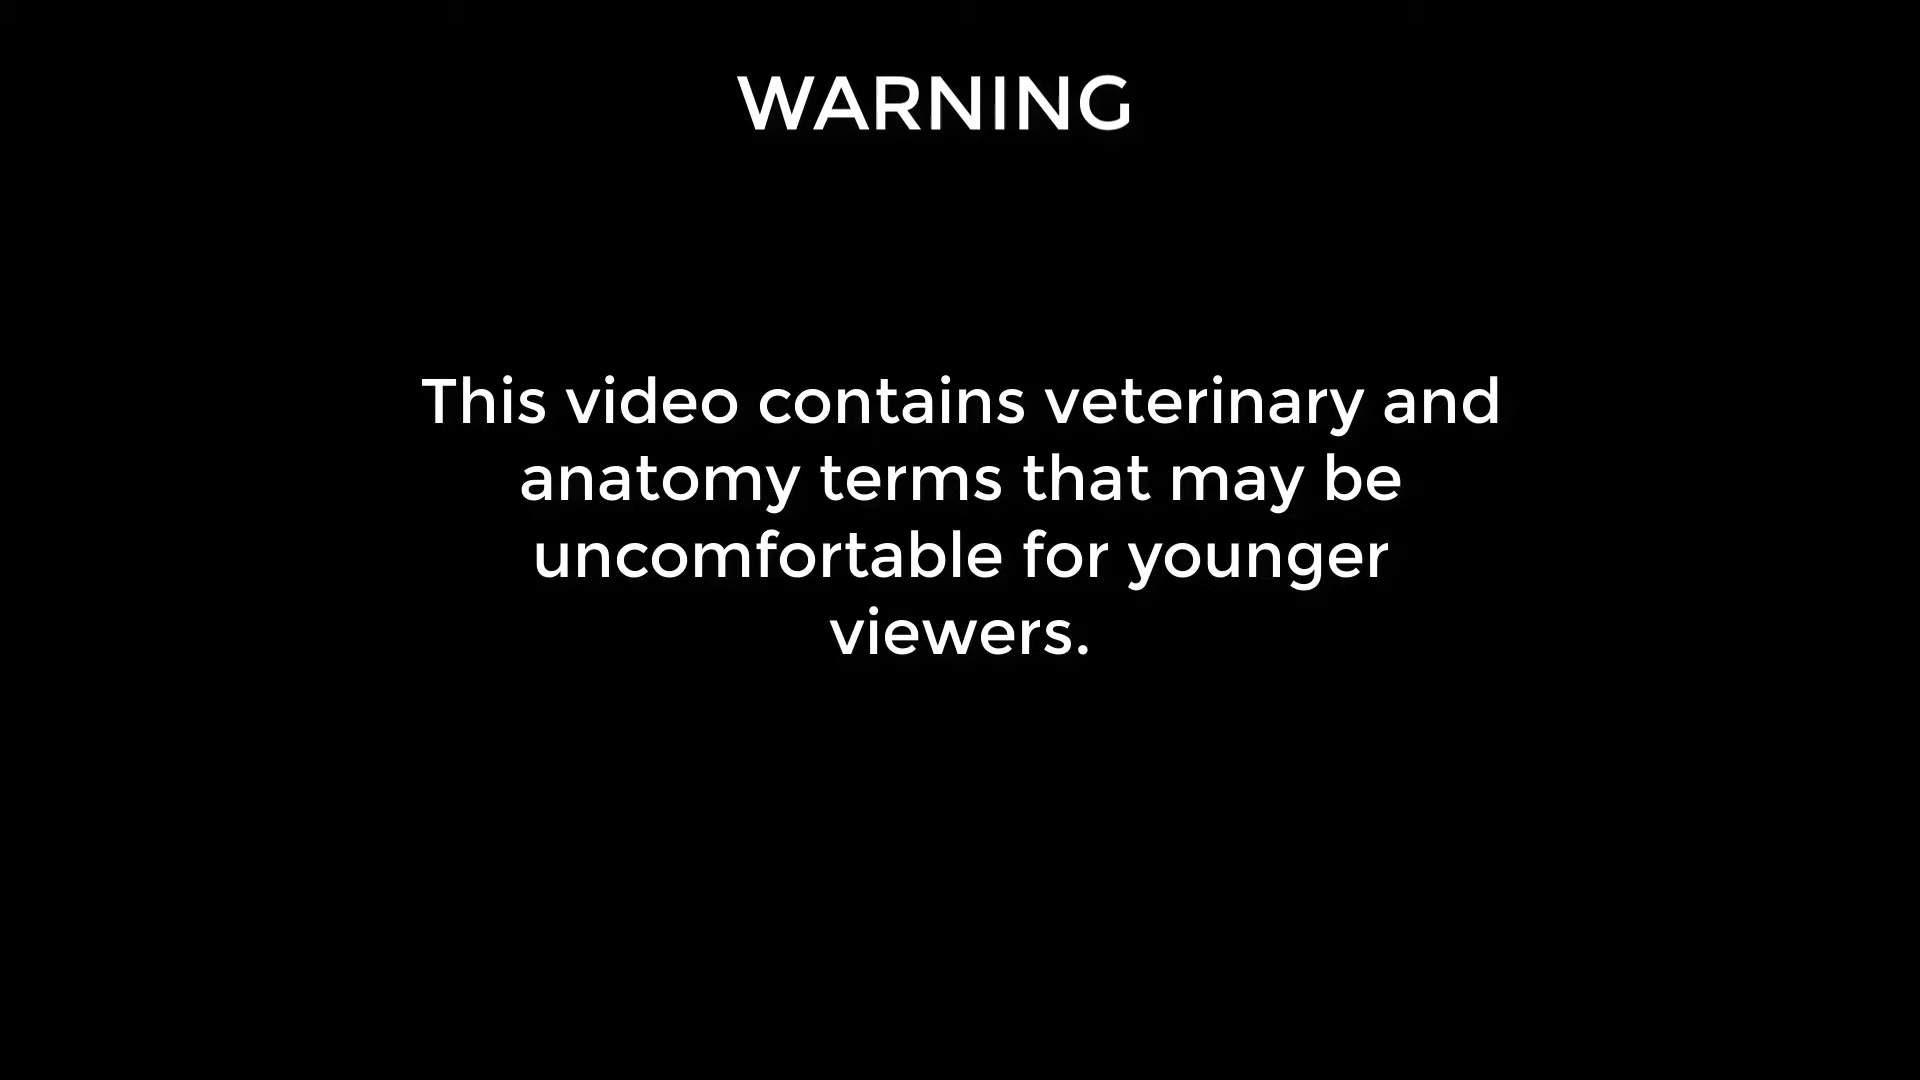 WARNING
This video contains veterinary and
anatomy terms that may be
uncomfortable for younger
viewers.